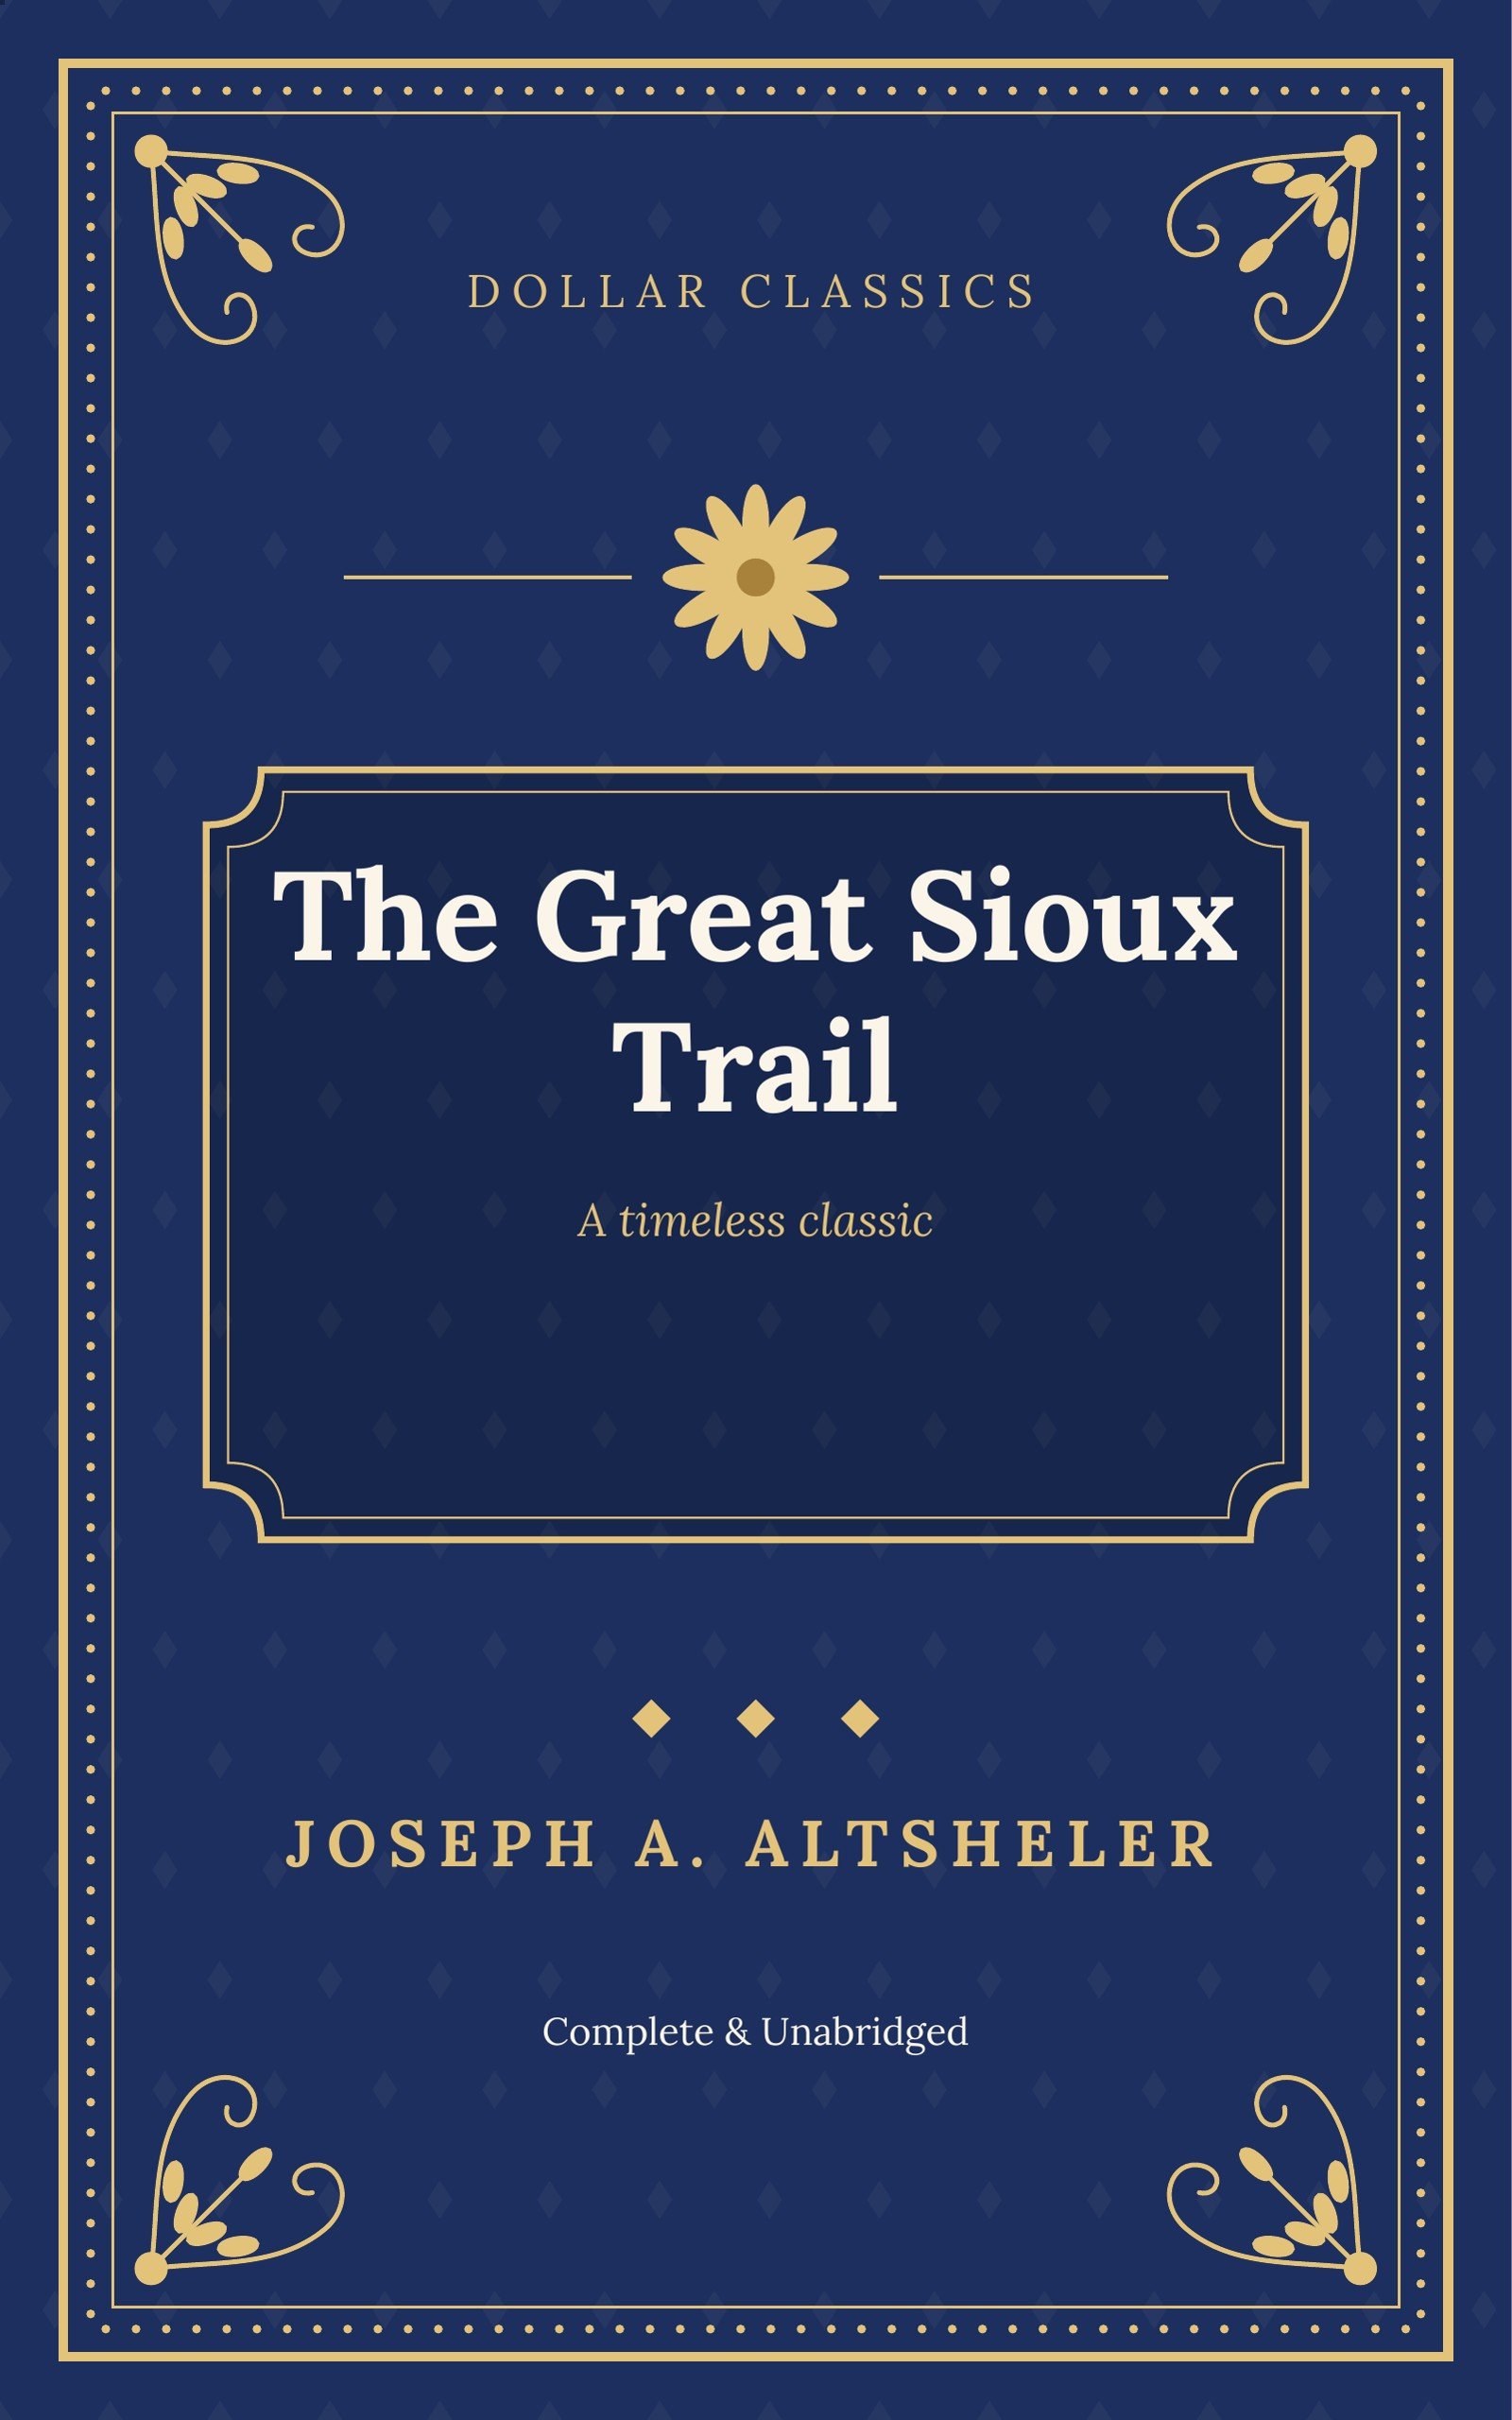 DOLLAR CLASSICS
The Great Sioux
Trail
A timeless classic
JOSEPH A. ALTSHELER
Complete & Unabridged